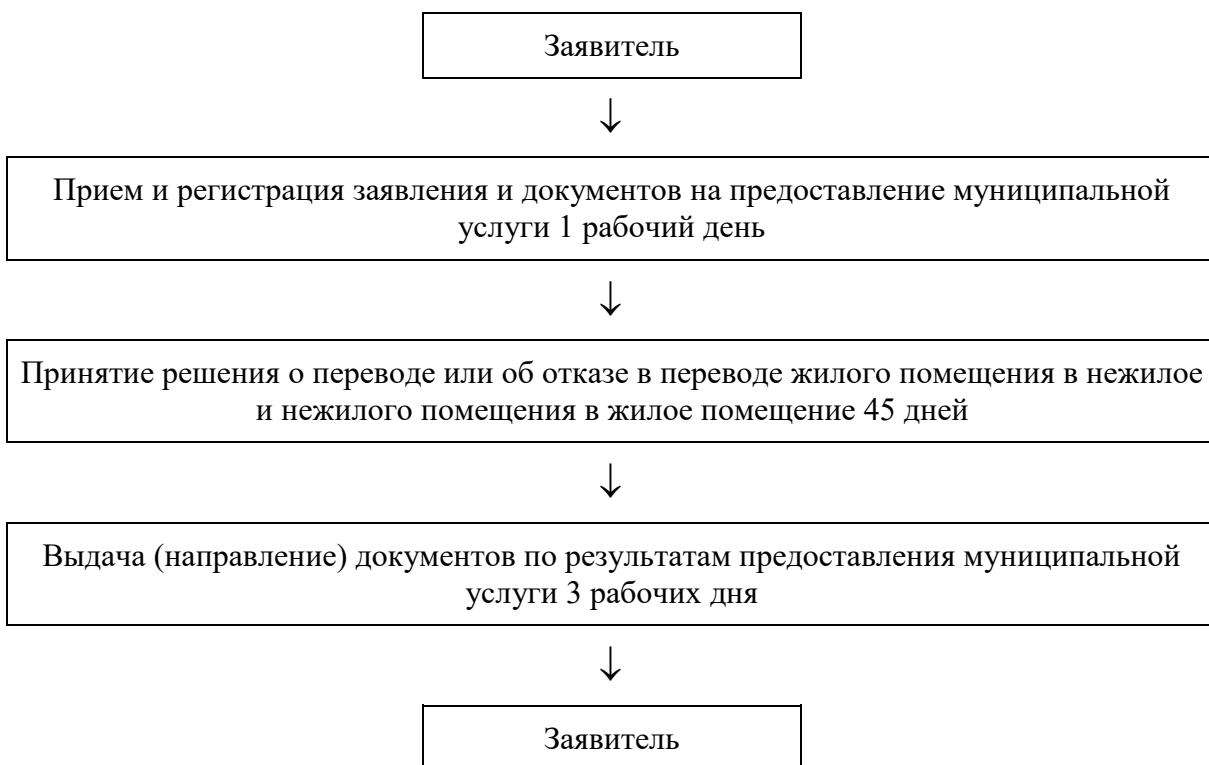 Заявитель
↓
Прием и регистрация заявления и документов на предоставление муниципальной
услуги 1 рабочий день
↓
Принятие решения о переводе или об отказе в переводе жилого помещения в нежилое
и нежилого помещения в жилое помещение 45 дней
↓
Выдача (направление) документов по результатам предоставления муниципальной
услуги 3 рабочих дня
↓
Заявитель